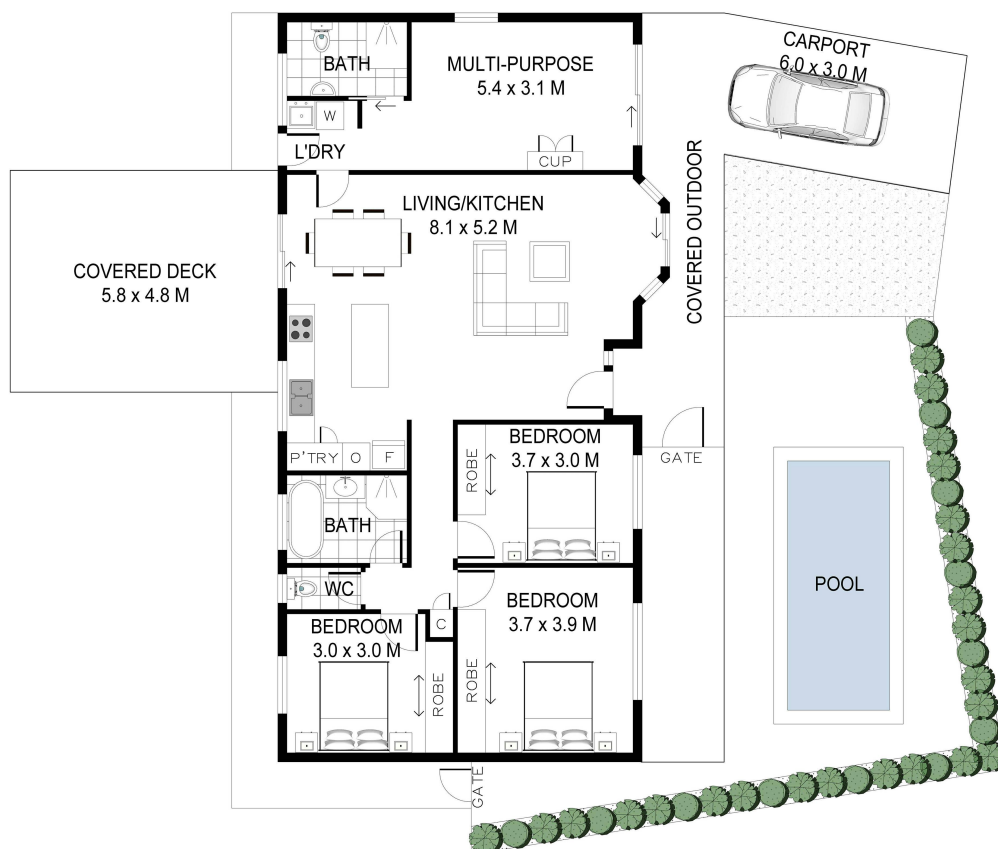 CARPORT
6.0 x 3.0 M
BATH
MULTI-PURPOSE
5.4 x 3.1 M
W
L'DRY
CUP
LIVING/KITCHEN
8.1 x 5.2 M
COVERED OUTDOOR
COVERED DECK
5.8 x 4.8 M
P'TRY
O
F
BEDROOM
3.7 x 3.0 M
ROBE
GATE
BATH
WC
POOL
BEDROOM
3.7 x 3.9 M
ROBE
C
BEDROOM
3.0 x 3.0 M
ROBE
GATE